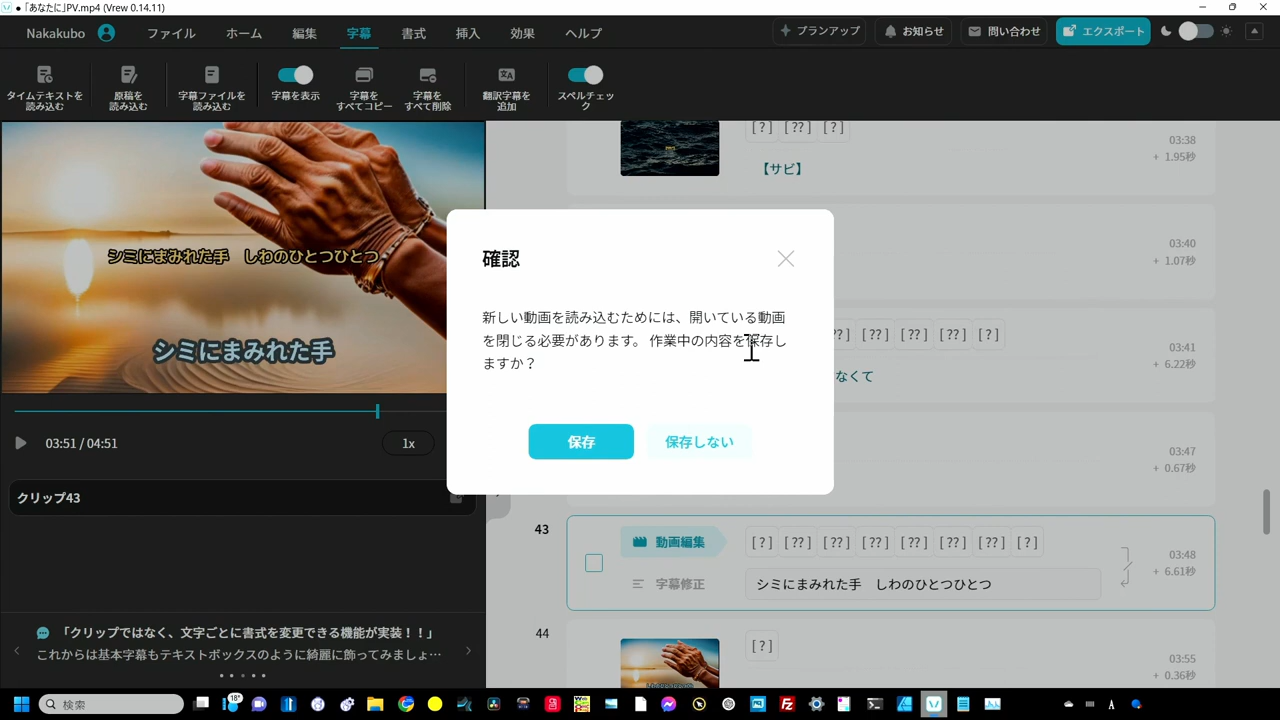 ● 「あなたに」PV.mp4 (Vrew 0.14.11)
Nakakubo ファイル ホーム 編集 字幕 書式 挿入 効果 ヘルプ プランアップ お知らせ 問い合わせ エクスポート
タイムテキストを読み込む
原稿を読み込む
字幕ファイルを読み込む
字幕を表示
字幕をすべてコピー
字幕をすべて削除
翻訳字幕を追加
スペルチェック
シミにまみれた手　しわのひとつひとつ
シミにまみれた手
03:51 / 04:51
1x
クリップ43
「クリップではなく、文字ごとに書式を変更できる機能が実装！！」
これからは基本字幕もテキストボックスのように綺麗に飾ってみましょ…
[ ? ] [ ?? ] [ ? ]
【サビ】
03:38
+ 1.95秒
03:40
+ 1.07秒
[ ?? ] [ ?? ] [ ?? ] [ ? ]
なくて
03:41
+ 6.22秒
03:47
+ 0.67秒
確認
新しい動画を読み込むためには、開いている動画
を閉じる必要があります。 作業中の内容を保存し
ますか？
保存
保存しない
43
動画編集
[ ? ] [ ?? ] [ ?? ] [ ?? ] [ ?? ] [ ?? ] [ ?? ] [ ? ]
字幕修正
シミにまみれた手　しわのひとつひとつ
03:48
+ 6.61秒
44
[ ? ]
03:55
+ 0.36秒
検索
18°